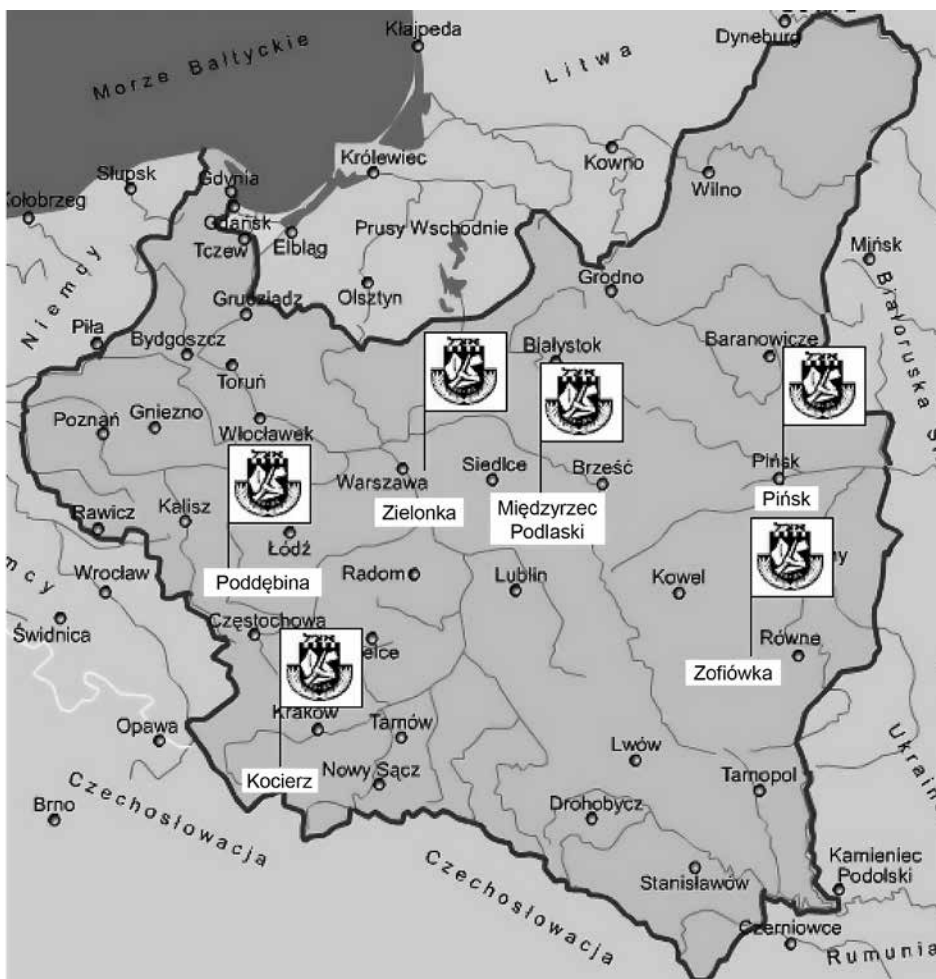 Kłajpeda
Dyneburg
Morze Bałtyckie
Litwa
Słupsk
Królewiec
Kowno
Kołobrzeg
Gdynia
Wilno
Gdańsk
Prusy Wschodnie
Tczew
Elbląg
Mińsk
Niemcy
Grodno
Olsztyn
Grudziądz
Białoruska
Piła
Bydgoszcz
Białystok
Baranowicze
Toruń
Poznań
Gniezno
Włocławek
Warszawa
Siedlce
Brześć
Pińsk
Kalisz
Zielonka
Międzyrzec
Podlaski
Pińsk
Rawicz
Łódź
Wrocław
Poddębina
Radom
Lublin
Kowel
Świdnica
Częstochowa
Równe
Zofiówka
Kraków
Tarnów
Opawa
Lwów
Kocierz
Nowy Sącz
Tarnopol
Brno
Czechosłowacja
Drohobycz
Czechosłowacja
Stanisławów
Kamieniec
Podolski
Czerniowce
Rumunia